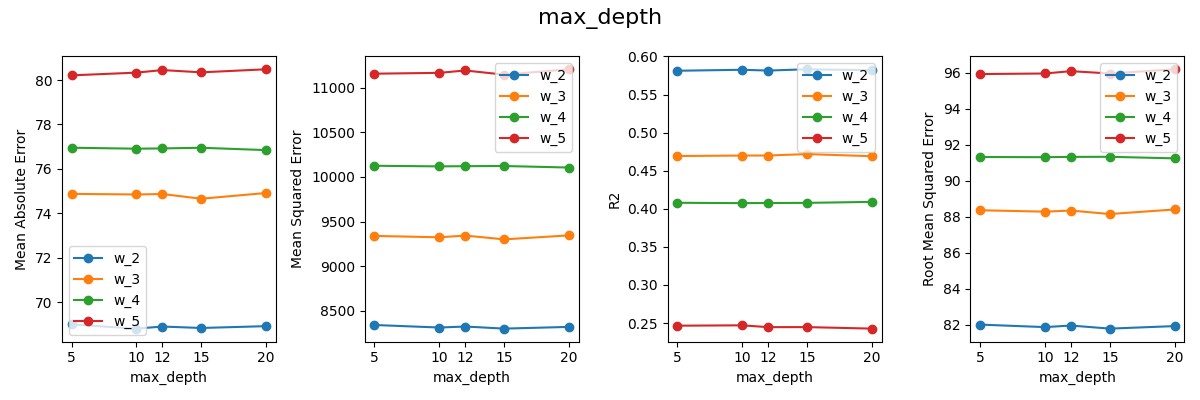 max_depth
Mean Absolute Error
80
78
76
74
72
70
w_2
w_3
w_4
w_5
5 10 12 15 20
max_depth
Mean Squared Error
11000
10500
10000
9500
9000
8500
w_2
w_3
w_4
w_5
5 10 12 15 20
max_depth
R2
0.60
0.55
0.50
0.45
0.40
0.35
0.30
0.25
w_2
w_3
w_4
w_5
5 10 12 15 20
max_depth
Root Mean Squared Error
96
94
92
90
88
86
84
82
w_2
w_3
w_4
w_5
5 10 12 15 20
max_depth